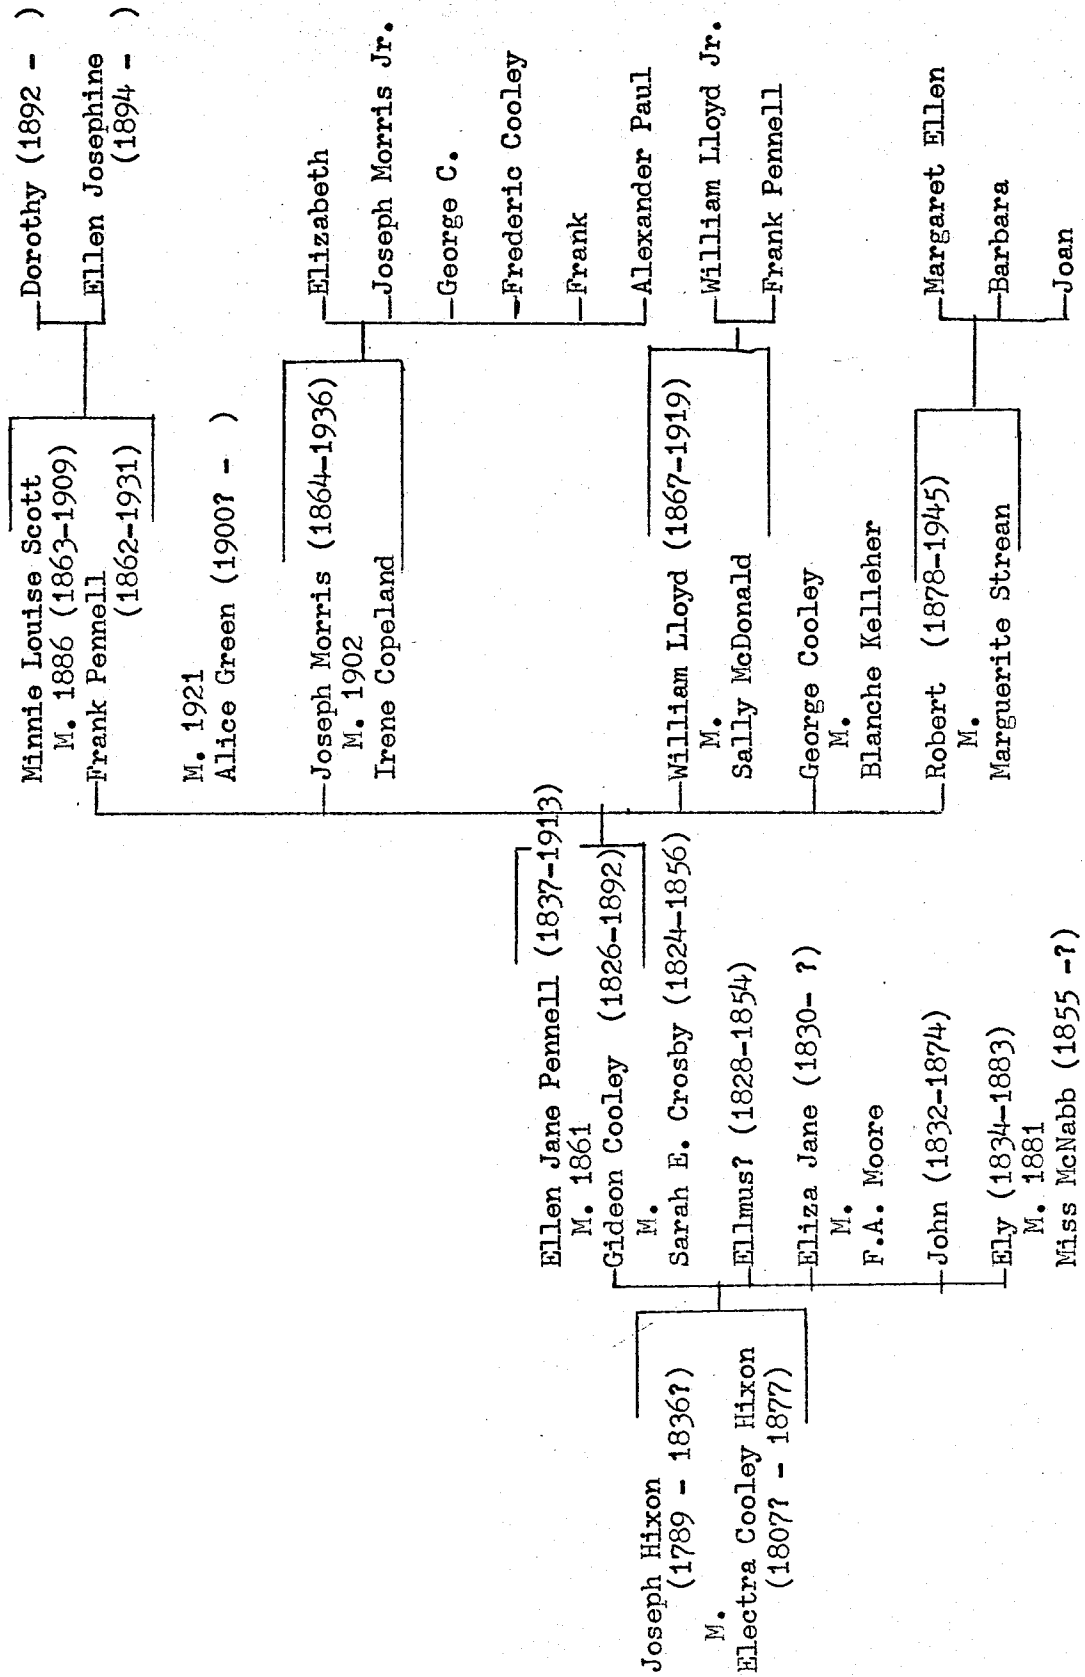 Joseph Hixon
(1789 - 1836?)
M.
Electra Cooley Hixon
(1807? - 1877)
Ellen Jane Pennell (1837-1913)
M. 1861
Gideon Cooley (1826-1892)
M.
Sarah E. Crosby (1824-1856)
Ellmus? (1828-1854)
Eliza Jane (1830- ?)
M.
F.A. Moore
John (1832-1874)
Ely (1834-1883)
M. 1881
Miss McNabb (1855 -?)
Minnie Louise Scott
M. 1886 (1863-1909)
Frank Pennell
(1862-1931)
M. 1921
Alice Green (1900? - )
Joseph Morris (1864-1936)
M. 1902
Irene Copeland
William Lloyd (1867-1919)
M.
Sally McDonald
George Cooley
M.
Blanche Kelleher
Robert (1878-1945)
M.
Marguerite Strean
Dorothy (1892 - )
Ellen Josephine
(1894 - )
Elizabeth
Joseph Morris Jr.
George C.
Frederic Cooley
Frank
Alexander Paul
William Lloyd Jr.
Frank Pennell
Margaret Ellen
Barbara
Joan